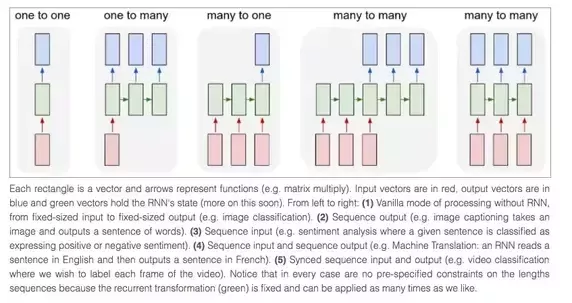 one to one one to many many to one many to many many to many
Each rectangle is a vector and arrows represent functions (e.g. matrix multiply). Input vectors are in red, output vectors are in
blue and green vectors hold the RNN's state (more on this soon). From left to right: (1) Vanilla mode of processing without RNN,
from fixed-sized input to fixed-sized output (e.g. image classification). (2) Sequence output (e.g. image captioning takes an
image and outputs a sentence of words). (3) Sequence input (e.g. sentiment analysis where a given sentence is classified as
expressing positive or negative sentiment). (4) Sequence input and sequence output (e.g. Machine Translation: an RNN reads a
sentence in English and then outputs a sentence in French). (5) Synced sequence input and output (e.g. video classification
where we wish to label each frame of the video). Notice that in every case are no pre-specified constraints on the lengths
sequences because the recurrent transformation (green) is fixed and can be applied as many times as we like.